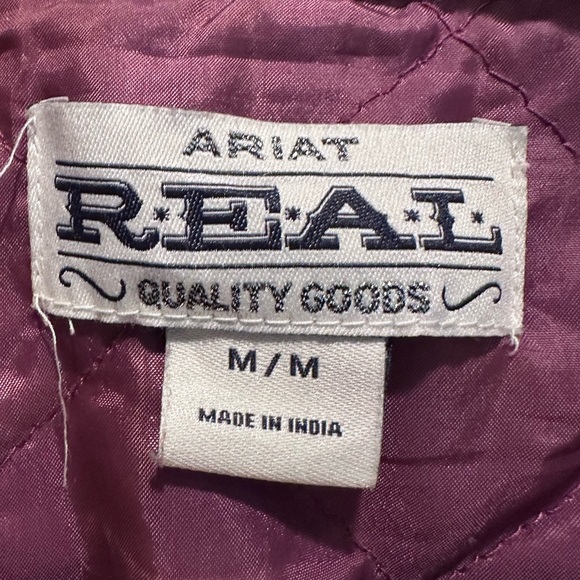 ARIAT
R*E*A*L
QUALITY GOODS
M/M
MADE IN INDIA